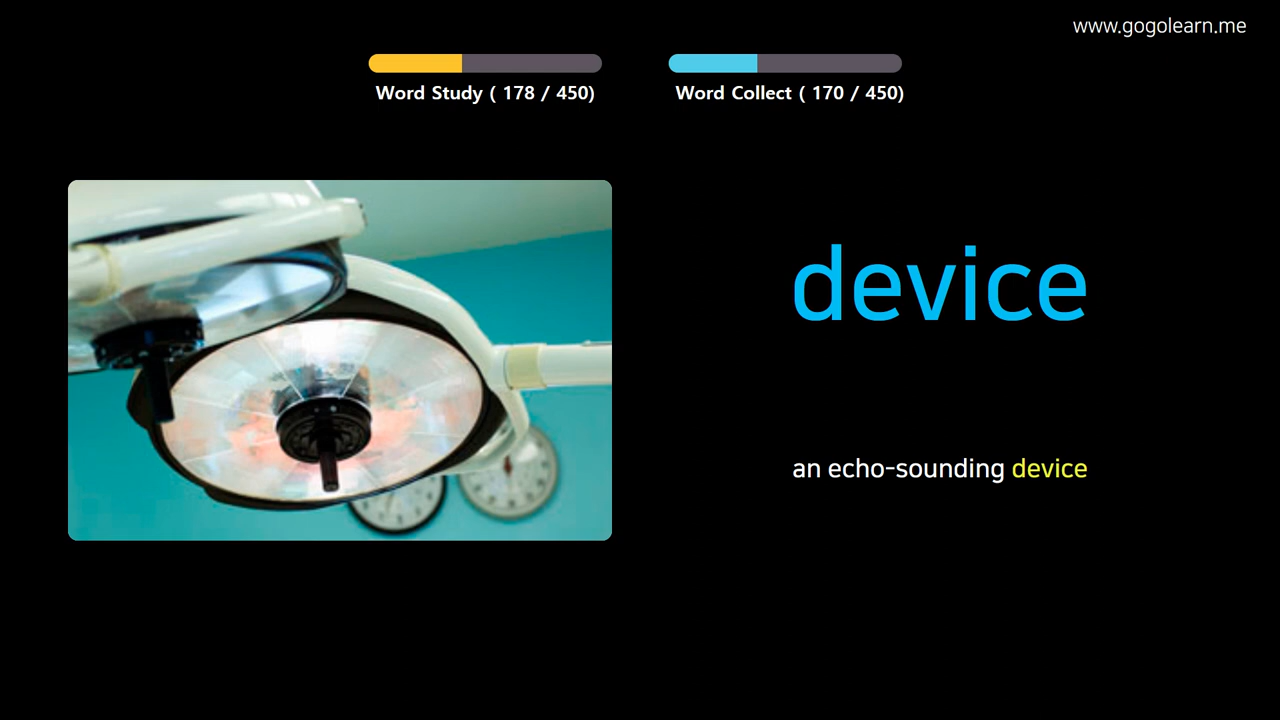 www.gogolearn.me
Word Study ( 178 / 450)
Word Collect ( 170 / 450)
device
an echo-sounding device